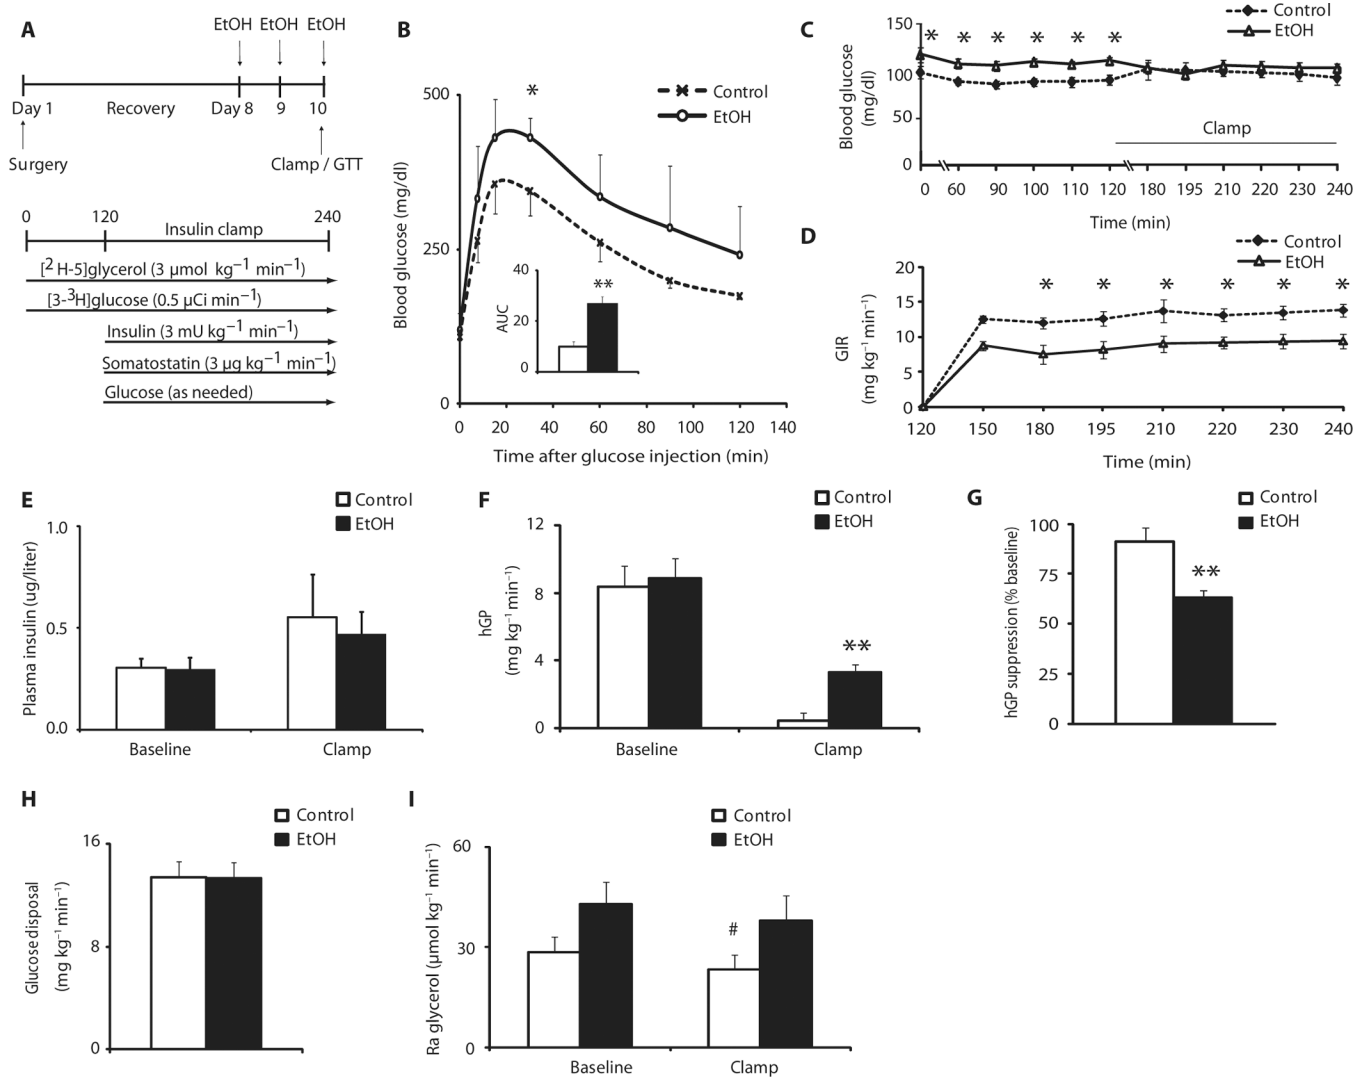 A
EtOH EtOH EtOH
Day 1 Recovery Day 8 9 10
Surgery Clamp / GTT
0 120 240
Insulin clamp
[2 H-5]glycerol (3 µmol kg–1 min–1)
[3-3H]glucose (0.5 µCi min–1)
Insulin (3 mU kg–1 min–1)
Somatostatin (3 µg kg–1 min–1)
Glucose (as needed)
B
Control
EtOH
*
500
250
0
Blood glucose (mg/dl)
0 20 40 60 80 100 120 140
Time after glucose injection (min)
40
20
0
AUC
**
C
Control
EtOH
* * * * * *
150
100
50
0
Blood glucose
(mg/dl)
Clamp
0 60 90 100 110 120 180 195 210 220 230 240
Time (min)
D
Control
EtOH
* * * * * *
20
15
10
5
0
GIR
(mg kg–1 min–1)
120 150 180 195 210 220 230 240
Time (min)
E
Control
EtOH
1.0
0.5
0.0
Plasma insulin (ug/liter)
Baseline Clamp
F
Control
EtOH
12
8
4
0
hGP
(mg kg–1 min–1)
**
Baseline Clamp
G
Control
EtOH
100
75
50
25
0
hGP suppression (% baseline)
**
H
Control
EtOH
16
8
0
Glucose disposal
(mg kg–1 min–1)
I
Control
EtOH
60
30
0
Ra glycerol (µmol kg–1 min–1)
#
Baseline Clamp